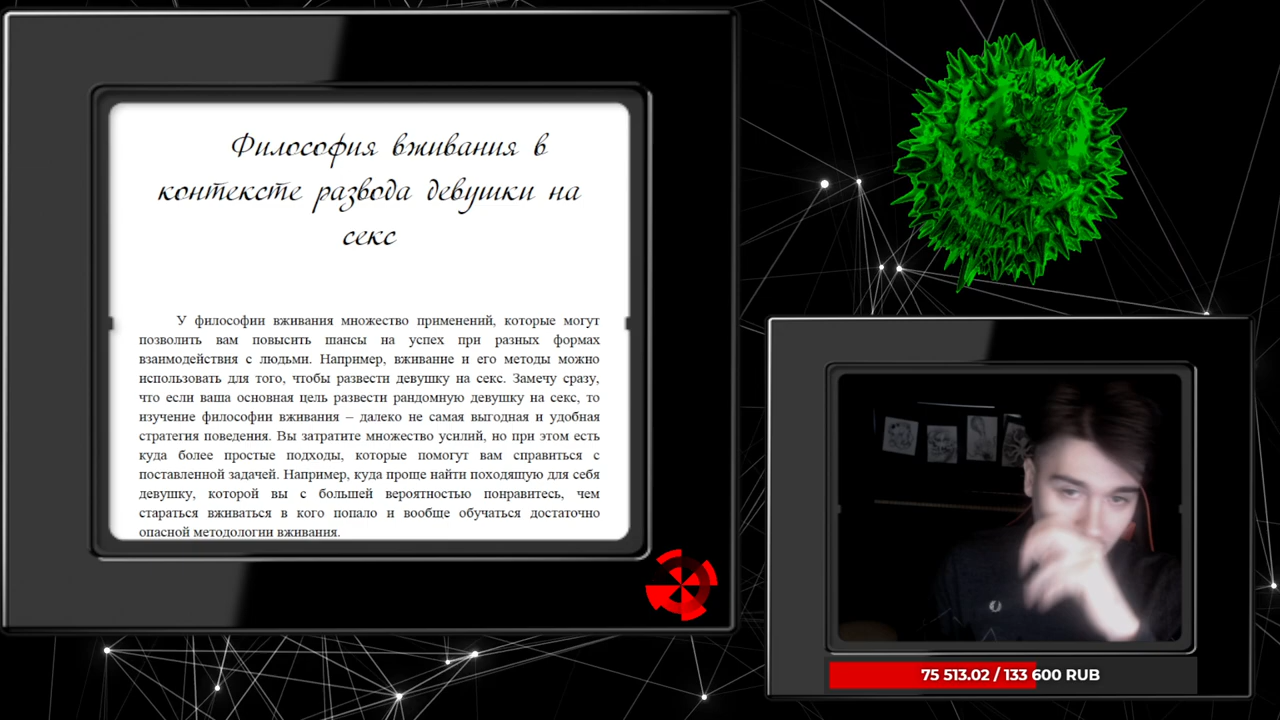 Философия вживания в
контексте развода девушки на
секс
У философии вживания множество применений, которые могут
позволить вам повысить шансы на успех при разных формах
взаимодействия с людьми. Например, вживание и его методы можно
использовать для того, чтобы развести девушку на секс. Замечу сразу,
что если ваша основная цель развести рандомную девушку на секс, то
изучение философии вживания – далеко не самая выгодная и удобная
стратегия поведения. Вы затратите множество усилий, но при этом есть
куда более простые подходы, которые помогут вам справиться с
поставленной задачей. Например, куда проще найти походящую для себя
девушку, которой вы с большей вероятностью понравитесь, чем
стараться вживаться в кого попало и вообще обучаться достаточно
опасной методологии вживания.
75 513.02 / 133 600 RUB